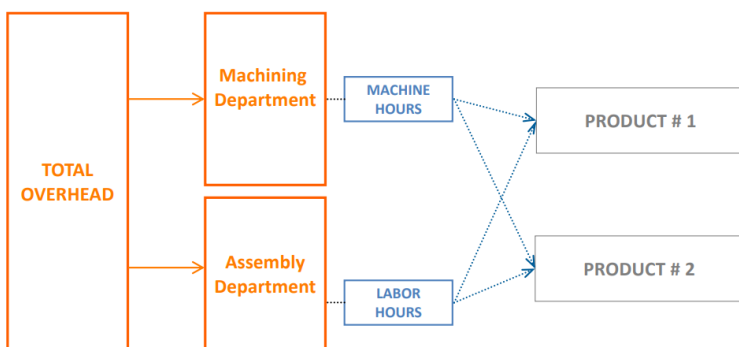 Machining
Department
MACHINE
HOURS
PRODUCT # 1
TOTAL
OVERHEAD
Assembly
Department
PRODUCT # 2
LABOR
HOURS